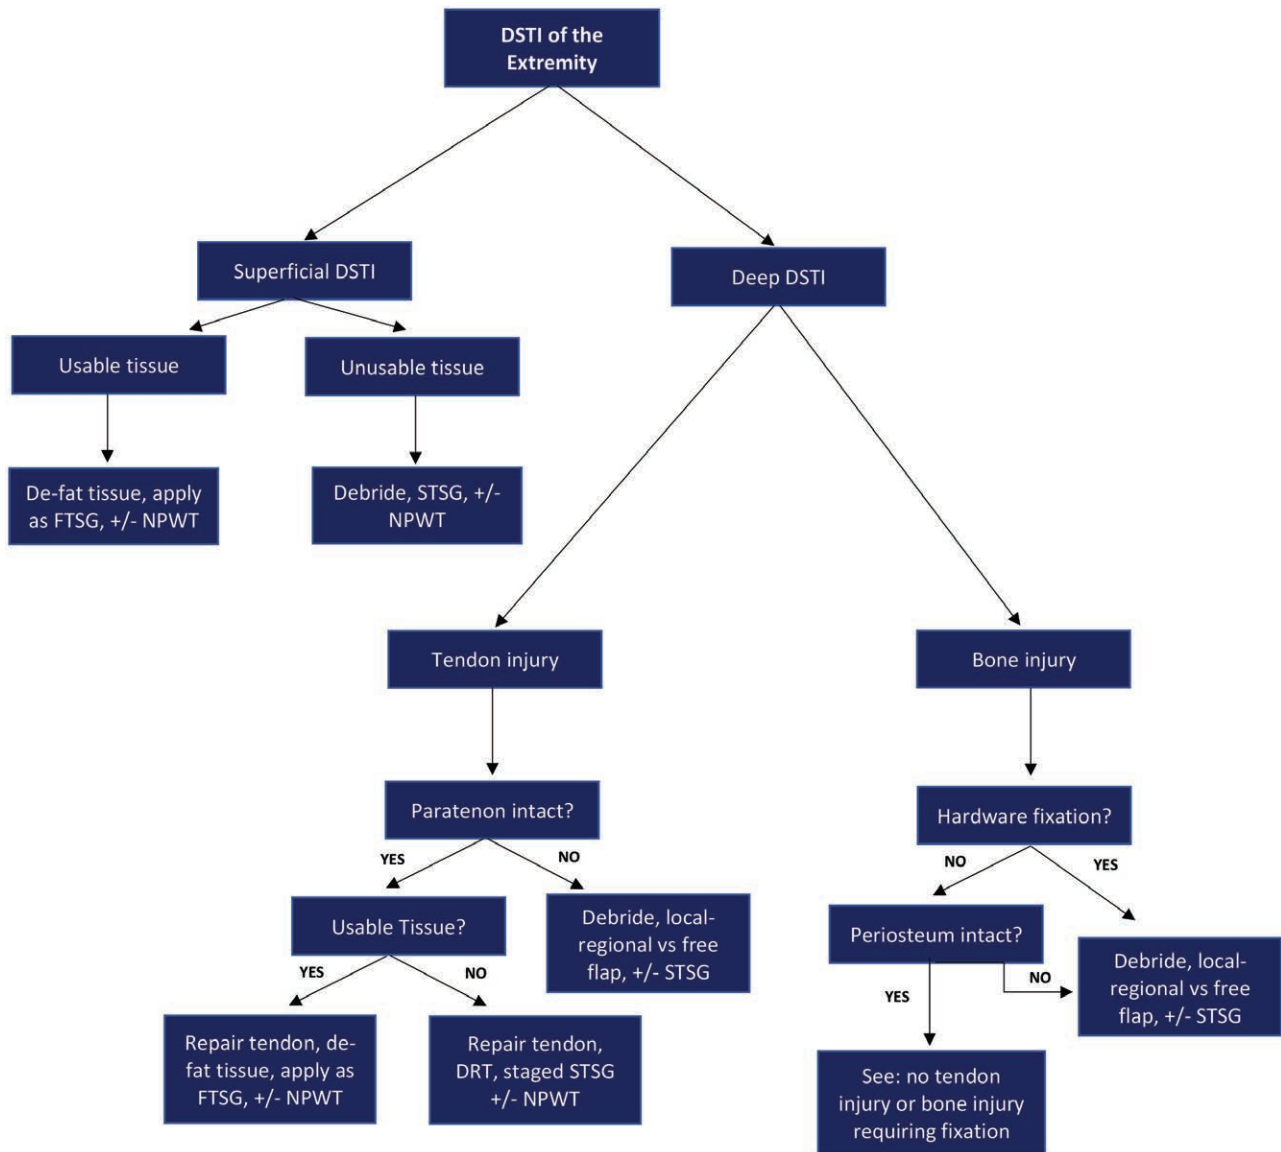 DSTI of the
Extremity
Superficial DSTI
Deep DSTI
Usable tissue
Unusable tissue
De-fat tissue, apply
as FTSG, +/- NPWT
Debride, STSG, +/-
NPWT
Tendon injury
Bone injury
Paratenon intact?
Hardware fixation?
YES
NO
NO
YES
Usable Tissue?
Debride, local-
regional vs free
flap, +/- STSG
Periosteum intact?
Debride, local-
regional vs free
flap, +/- STSG
YES
NO
YES
NO
Repair tendon, de-
fat tissue, apply as
FTSG, +/- NPWT
Repair tendon,
DRT, staged STSG
+/- NPWT
See: no tendon
injury or bone injury
requiring fixation